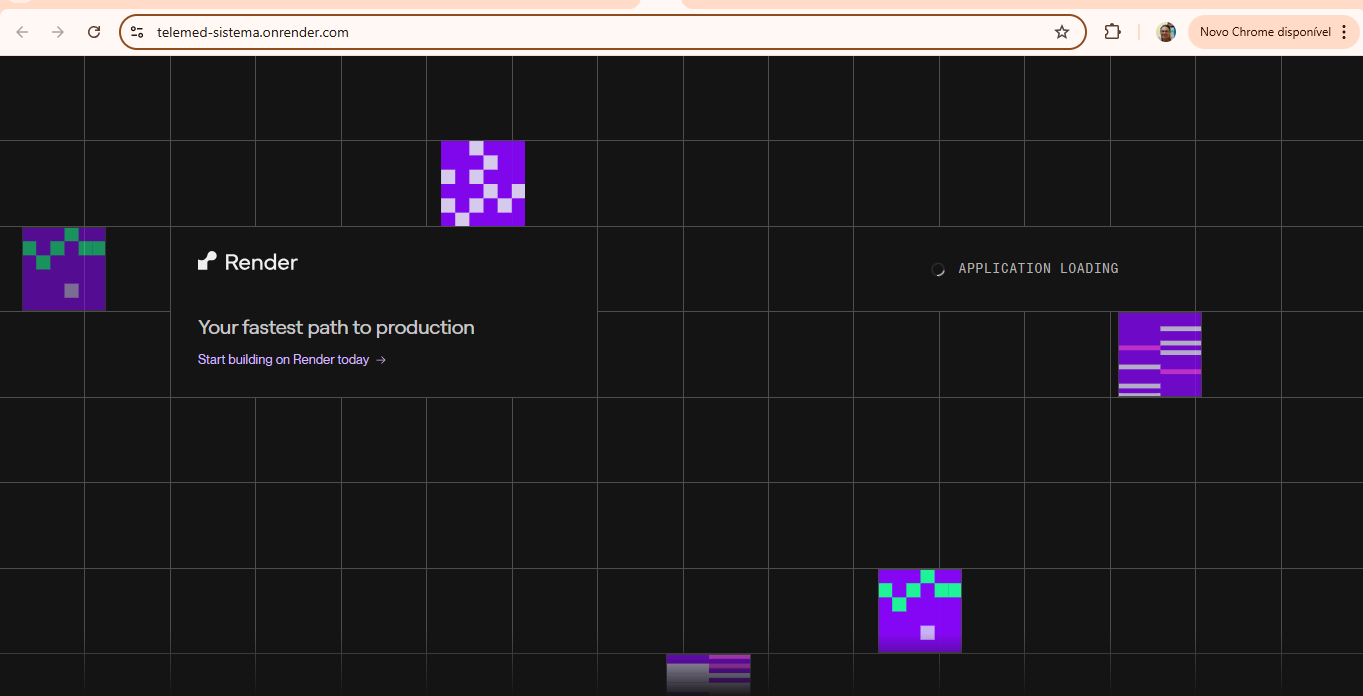 telemed-sistema.onrender.com
Novo Chrome disponível
Render
APPLICATION LOADING
Your fastest path to production
Start building on Render today →